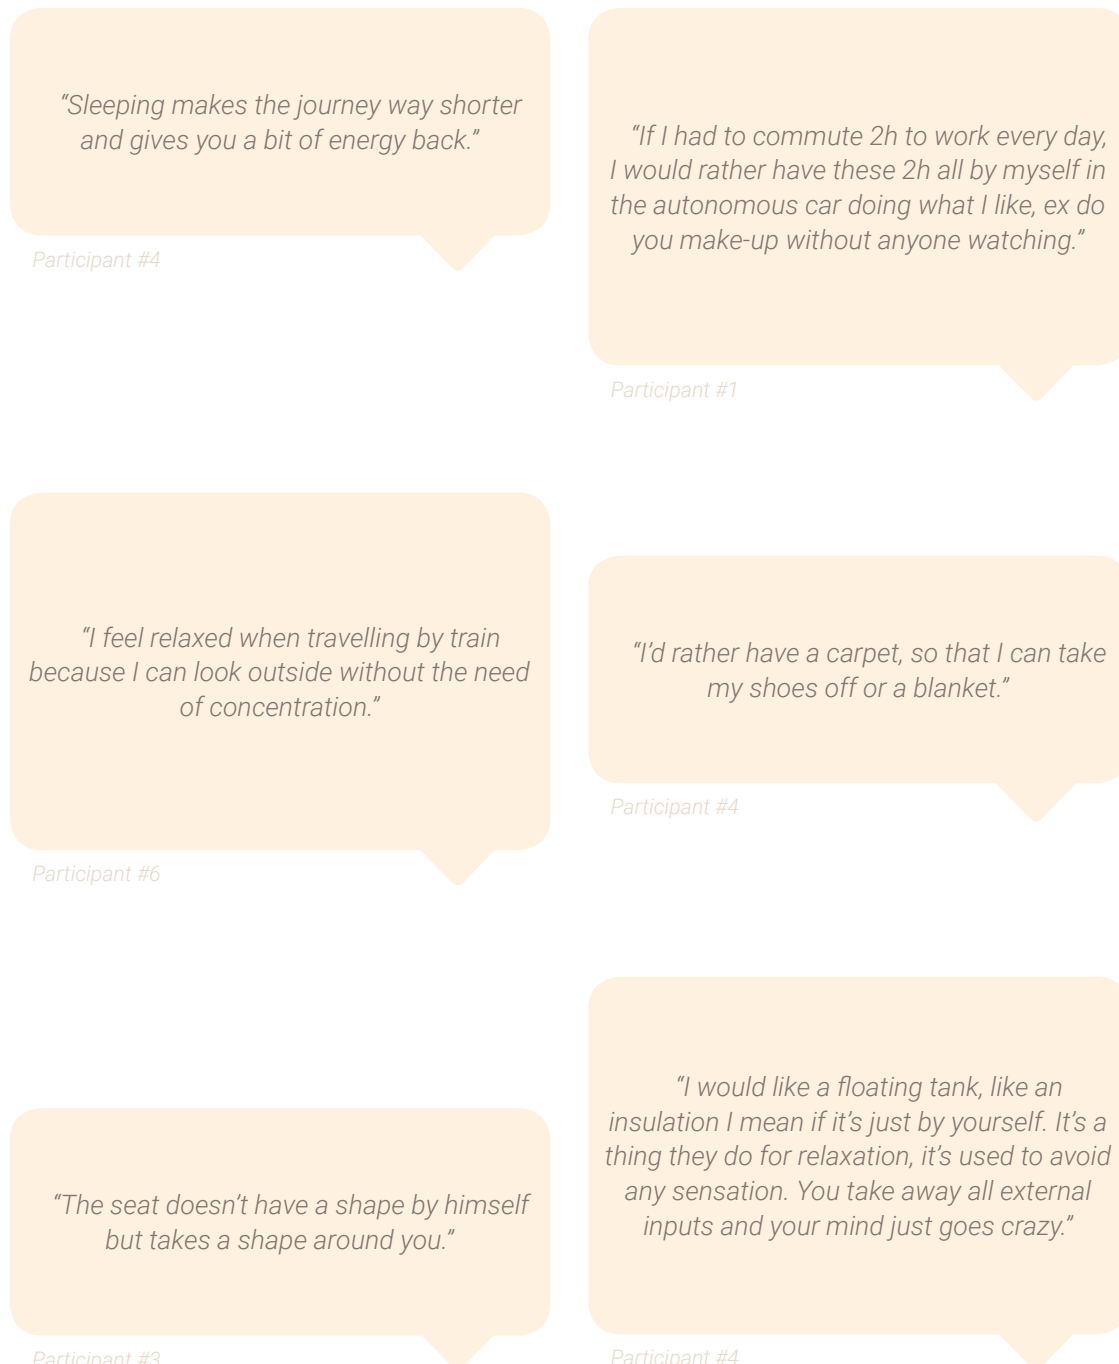 “Sleeping makes the journey way shorter
and gives you a bit of energy back.”
Participant #4
“If I had to commute 2h to work every day,
I would rather have these 2h all by myself in
the autonomous car doing what I like, ex do
you make-up without anyone watching.”
Participant #1
“I feel relaxed when travelling by train
because I can look outside without the need
of concentration.”
Participant #6
“I’d rather have a carpet, so that I can take
my shoes off or a blanket.”
Participant #4
“The seat doesn’t have a shape by himself
but takes a shape around you.”
Participant #3
“I would like a floating tank, like an
insulation I mean if it’s just by yourself. It’s a
thing they do for relaxation, it’s used to avoid
any sensation. You take away all external
inputs and your mind just goes crazy.”
Participant #4